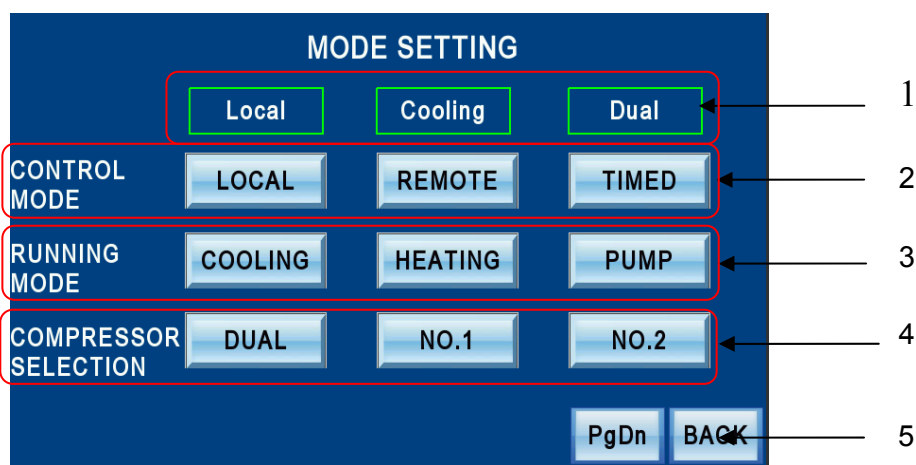 MODE SETTING
Local Cooling Dual 1
CONTROL MODE LOCAL REMOTE TIMED 2
RUNNING MODE COOLING HEATING PUMP 3
COMPRESSOR SELECTION DUAL NO.1 NO.2 4
PgDn BACK 5